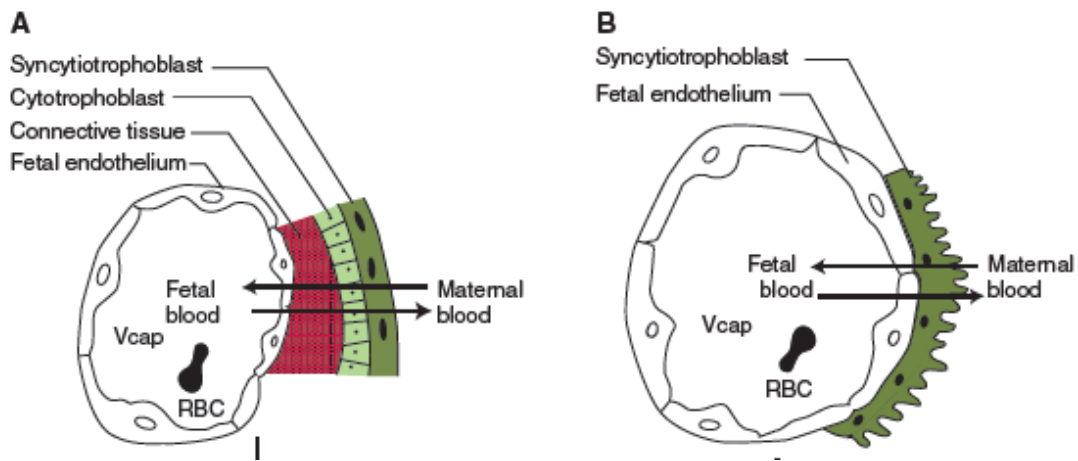 A
Syncytiotrophoblast
Cytotrophoblast
Connective tissue
Fetal endothelium
Fetal
blood
Maternal
blood
Vcap
RBC
B
Syncytiotrophoblast
Fetal endothelium
Fetal
blood
Maternal
blood
Vcap
RBC